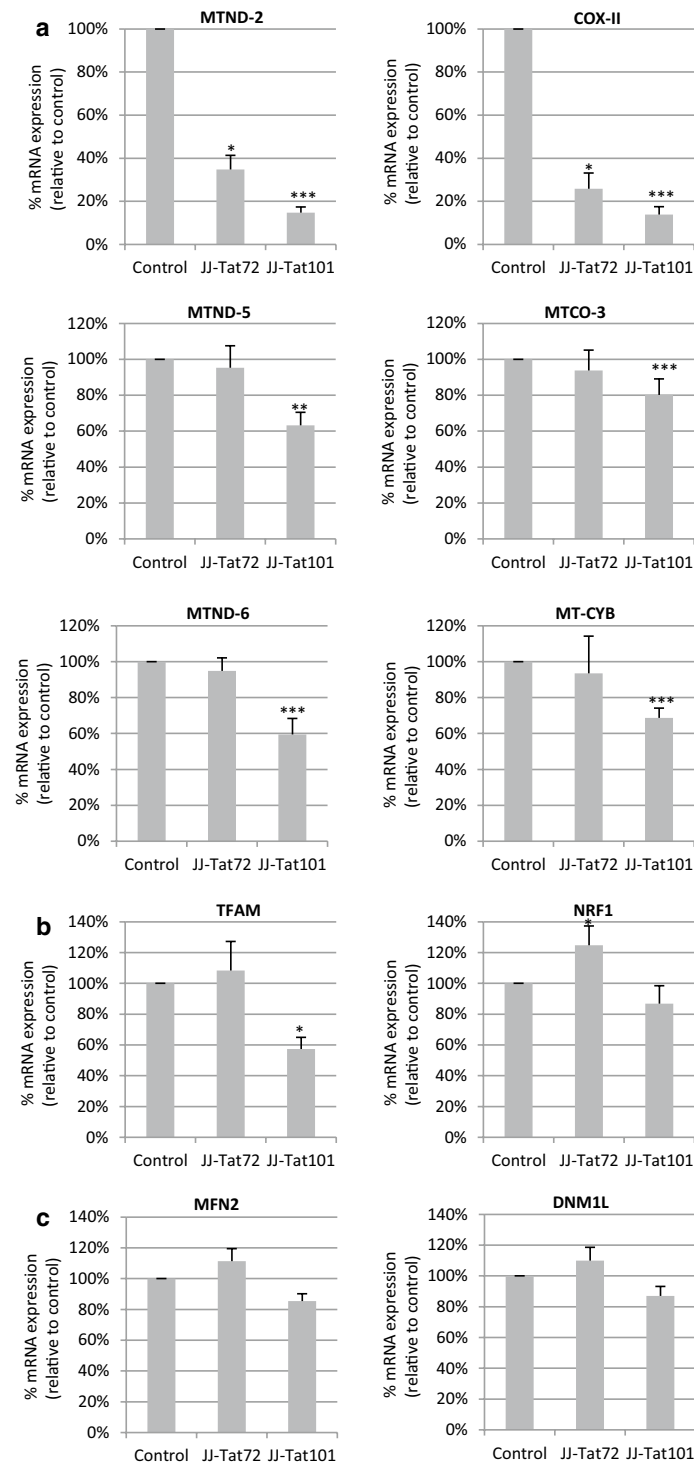 a
MTND-2
% mRNA expression
(relative to control)
100%
80%
60%
40%
20%
0%
*
***
Control JJ-Tat72 JJ-Tat101
COX-II
% mRNA expression
(relative to control)
100%
80%
60%
40%
20%
0%
*
***
Control JJ-Tat72 JJ-Tat101
MTND-5
% mRNA expression
(relative to control)
120%
100%
80%
60%
40%
20%
0%
**
Control JJ-Tat72 JJ-Tat101
MTCO-3
% mRNA expression
(relative to control)
120%
100%
80%
60%
40%
20%
0%
***
Control JJ-Tat72 JJ-Tat101
MTND-6
% mRNA expression
(relative to control)
120%
100%
80%
60%
40%
20%
0%
***
Control JJ-Tat72 JJ-Tat101
MT-CYB
% mRNA expression
(relative to control)
120%
100%
80%
60%
40%
20%
0%
***
Control JJ-Tat72 JJ-Tat101
b
TFAM
% mRNA expression
(relative to control)
140%
120%
100%
80%
60%
40%
20%
0%
*
Control JJ-Tat72 JJ-Tat101
NRF1
% mRNA expression
(relative to control)
140%
120%
100%
80%
60%
40%
20%
0%
*
Control JJ-Tat72 JJ-Tat101
c
MFN2
% mRNA expression
(relative to control)
140%
120%
100%
80%
60%
40%
20%
0%
Control JJ-Tat72 JJ-Tat101
DNM1L
% mRNA expression
(relative to control)
140%
120%
100%
80%
60%
40%
20%
0%
Control JJ-Tat72 JJ-Tat101